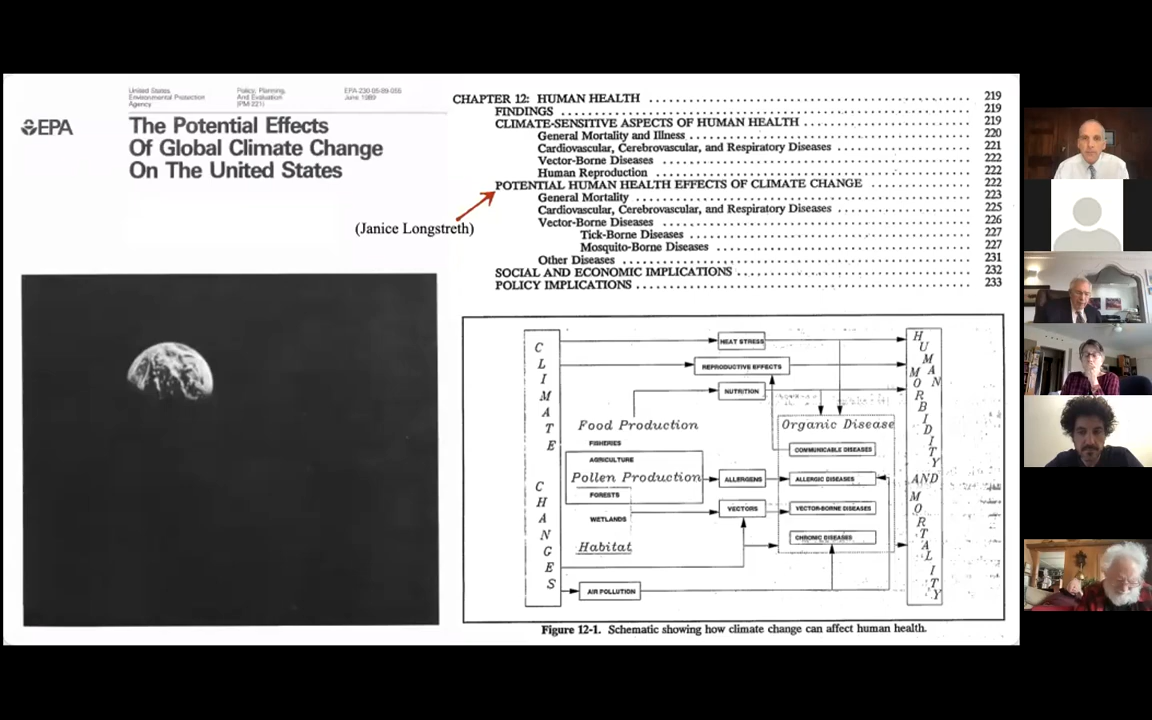 United States
Environmental Protection
Agency
Policy, Planning,
And Evaluation
(PM-221)
EPA-230-05-89-055
June 1989
EPA
The Potential Effects
Of Global Climate Change
On The United States
(Janice Longstreth)
CHAPTER 12: HUMAN HEALTH ........ 219
FINDINGS ........ 219
CLIMATE-SENSITIVE ASPECTS OF HUMAN HEALTH ........ 219
General Mortality and Illness ........ 220
Cardiovascular, Cerebrovascular, and Respiratory Diseases ........ 221
Vector-Borne Diseases ........ 222
Human Reproduction ........ 222
POTENTIAL HUMAN HEALTH EFFECTS OF CLIMATE CHANGE ........ 222
General Mortality ........ 223
Cardiovascular, Cerebrovascular, and Respiratory Diseases ........ 225
Vector-Borne Diseases ........ 226
Tick-Borne Diseases ........ 227
Mosquito-Borne Diseases ........ 227
Other Diseases ........ 231
SOCIAL AND ECONOMIC IMPLICATIONS ........ 232
POLICY IMPLICATIONS ........ 233
CLIMATE CHANGES
HEAT STRESS
REPRODUCTIVE EFFECTS
NUTRITION
Food Production
FISHERIES
AGRICULTURE
Pollen Production
FORESTS
WETLANDS
Habitat
ALLERGENS
VECTORS
AIR POLLUTION
Organic Disease
COMMUNICABLE DISEASES
ALLERGIC DISEASES
VECTOR-BORNE DISEASES
CHRONIC DISEASES
HUMAN MORBIDITY AND MORTALITY
Figure 12-1. Schematic showing how climate change can affect human health.